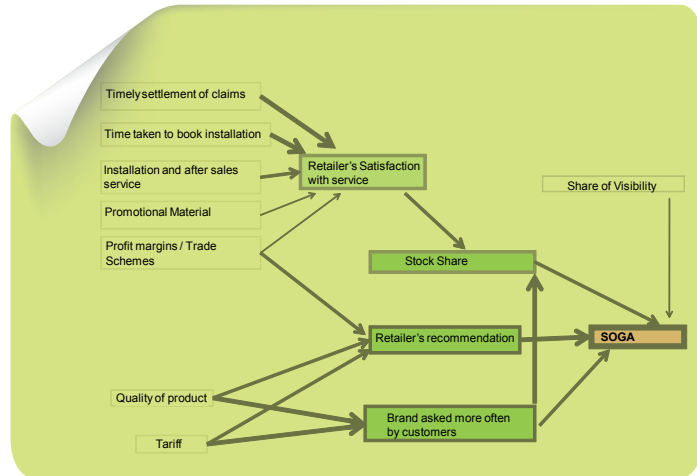 Timely settlement of claims
Time taken to book installation
Installation and after sales
service
Promotional Material
Profit margins / Trade
Schemes
Retailer's Satisfaction
with service
Share of Visibility
Stock Share
Retailer's recommendation
SOGA
Quality of product
Brand asked more often
by customers
Tariff